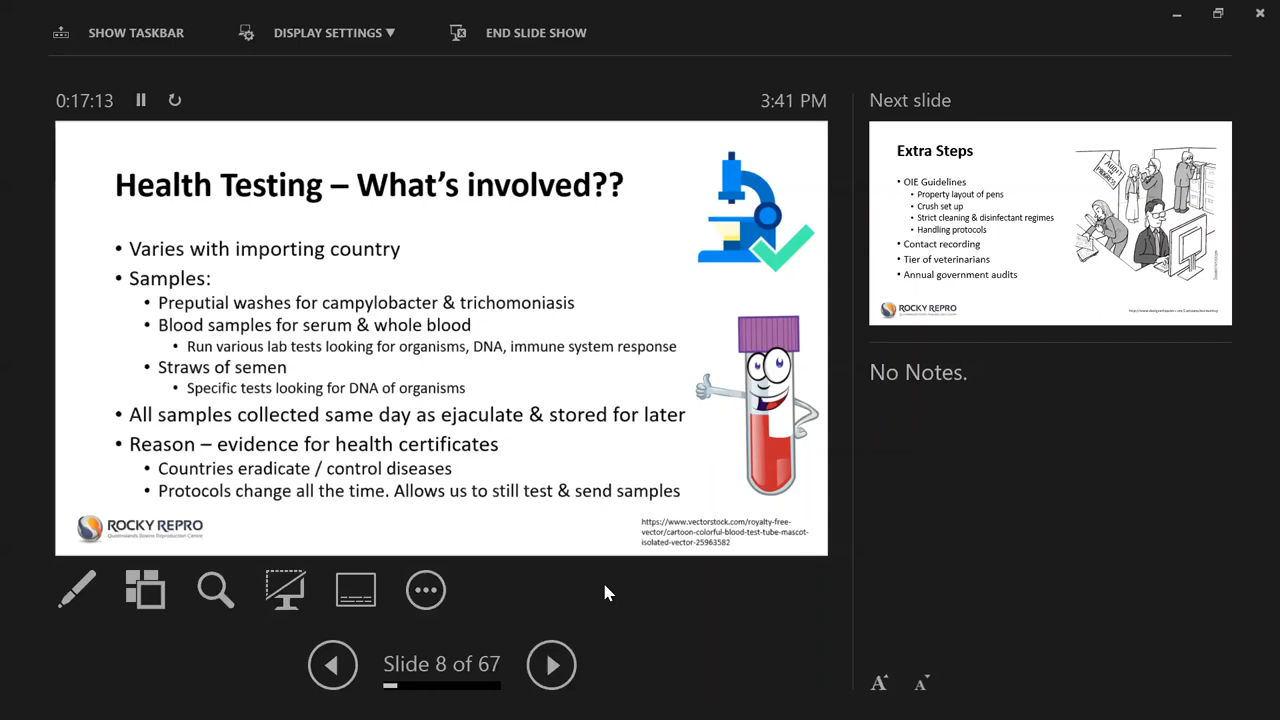 SHOW TASKBAR
DISPLAY SETTINGS ▼
END SLIDE SHOW
0:17:13
3:41 PM
Health Testing – What's involved??
• Varies with importing country
• Samples:
• Preputial washes for campylobacter & trichomoniasis
• Blood samples for serum & whole blood
• Run various lab tests looking for organisms, DNA, immune system response
• Straws of semen
• Specific tests looking for DNA of organisms
• All samples collected same day as ejaculate & stored for later
• Reason – evidence for health certificates
• Countries eradicate / control diseases
• Protocols change all the time. Allows us to still test & send samples
ROCKY REPRO
Queenslands Bovine Reproduction Centre
https://www.vectorstock.com/royalty-free-
vector/cartoon-colorful-blood-test-tube-mascot-
isolated-vector-25963582
Slide 8 of 67
Next slide
Extra Steps
• OIE Guidelines
• Property layout of pens
• Crush set up
• Strict cleaning & disinfectant regimes
• Handling protocols
• Contact recording
• Tier of veterinarians
• Annual government audits
AUDIT IN
PROGRESS
ROCKY REPRO
No Notes.
A A